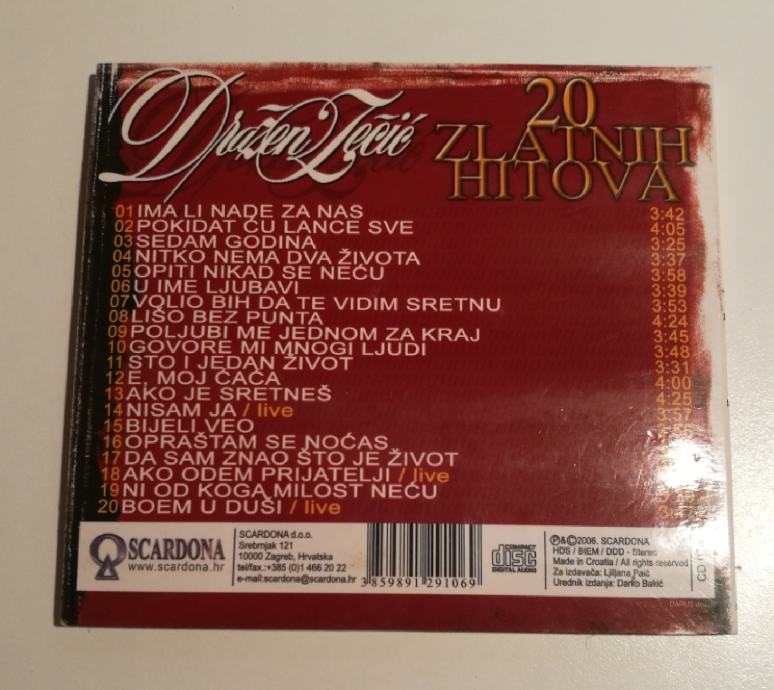 Dražen Zečić
20
ZLATNIH
HITOVA
01 IMA LI NADE ZA NAS 3:42
02 POKIDAT ĆU LANCE SVE 4:05
03 SEDAM GODINA 3:25
04 NITKO NEMA DVA ŽIVOTA 3:37
05 OPITI NIKAD SE NEĆU 3:58
06 U IME LJUBAVI 3:39
07 VOLIO BIH DA TE VIDIM SRETNU 3:53
08 LIŠO BEZ PUNTA 4:24
09 POLJUBI ME JEDNOM ZA KRAJ 3:45
10 GOVORE MI MNOGI LJUDI 3:48
11 STO I JEDAN ŽIVOT 3:31
12 E, MOJ ĆAĆA 4:00
13 AKO JE SRETNEŠ 4:25
14 NISAM JA / live 3:57
15 BIJELI VEO
16 OPRAŠTAM SE NOĆAS
17 DA SAM ZNAO ŠTO JE ŽIVOT
18 AKO ODEM PRIJATELJI / live
19 NI OD KOGA MILOST NEĆU
20 BOEM U DUŠI / live
SCARDONA
www.scardona.hr
SCARDONA d.o.o.
Srebrnjak 121
10000 Zagreb, Hrvatska
tel/fax.:+385 (0)1 466 20 22
e-mail:scardona@scardona.hr
3 859891 291069
COMPACT
disc
DIGITAL AUDIO
℗&©2006. SCARDONA
HDS / BIEM / DDD - Stereo
Made in Croatia / All rights reserved
Za izdavača: Ljiljana Paić
Urednik izdanja: Darko Bakić